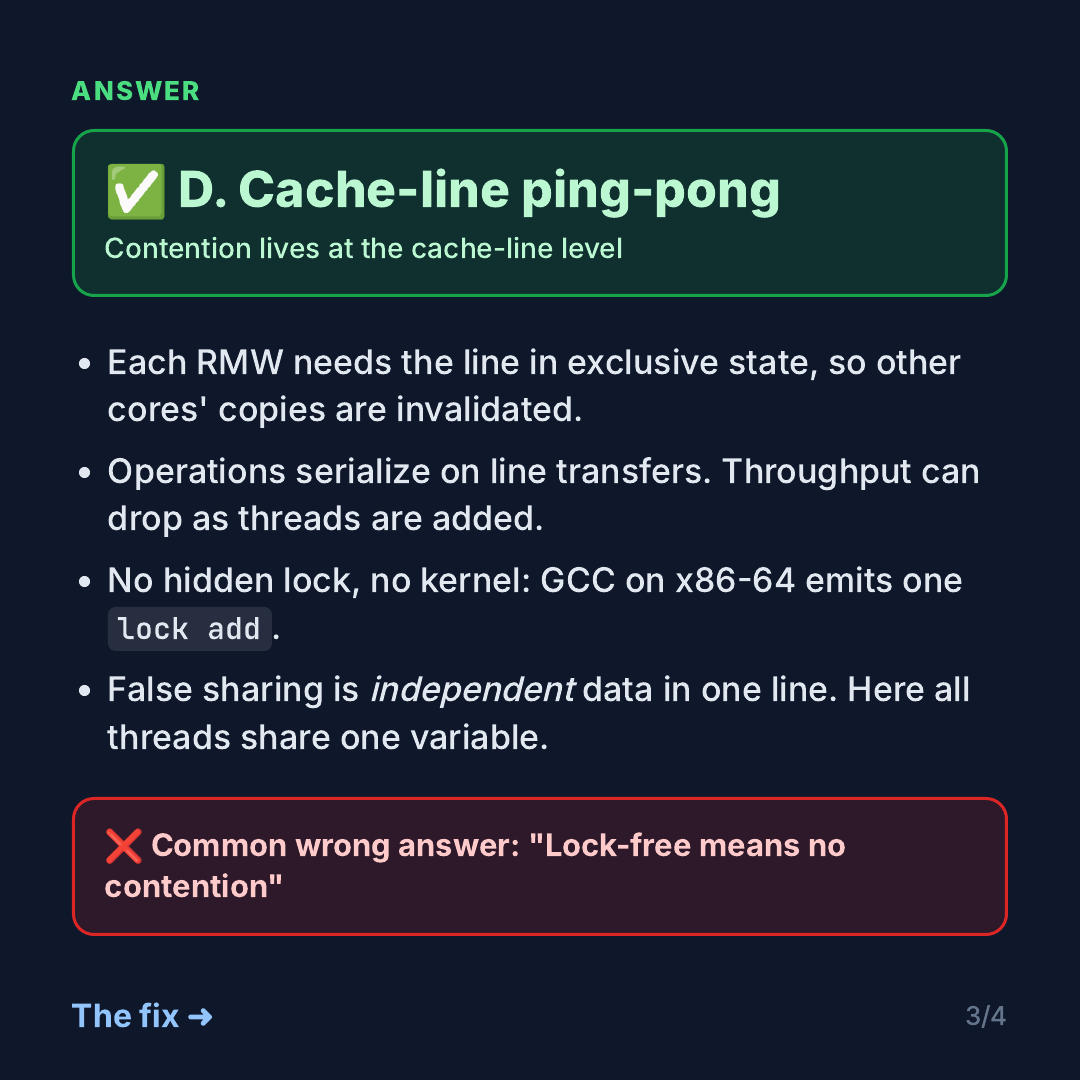 ANSWER
✅ D. Cache-line ping-pong
Contention lives at the cache-line level
• Each RMW needs the line in exclusive state, so other
cores' copies are invalidated.
• Operations serialize on line transfers. Throughput can
drop as threads are added.
• No hidden lock, no kernel: GCC on x86-64 emits one
lock add.
• False sharing is independent data in one line. Here all
threads share one variable.
❌ Common wrong answer: "Lock-free means no
contention"
The fix ➜
3/4